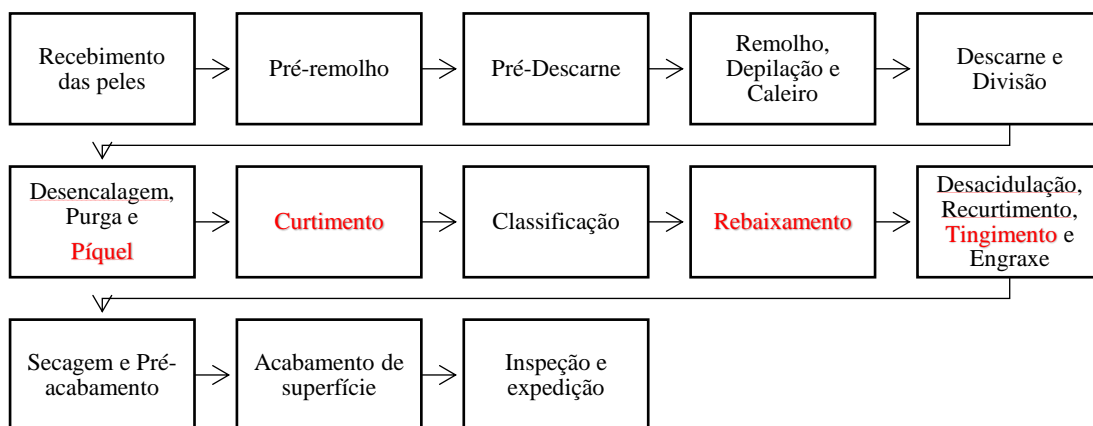 Recebimento
das peles
Pré-remolho
Pré-Descarne
Remolho,
Depilação e
Caleiro
Descarne e
Divisão
Desencalagem,
Purga e
Píquel
Curtimento
Classificação
Rebaixamento
Desacidulação,
Recurtimento,
Tingimento e
Engraxe
Secagem e Pré-
acabamento
Acabamento de
superfície
Inspeção e
expedição